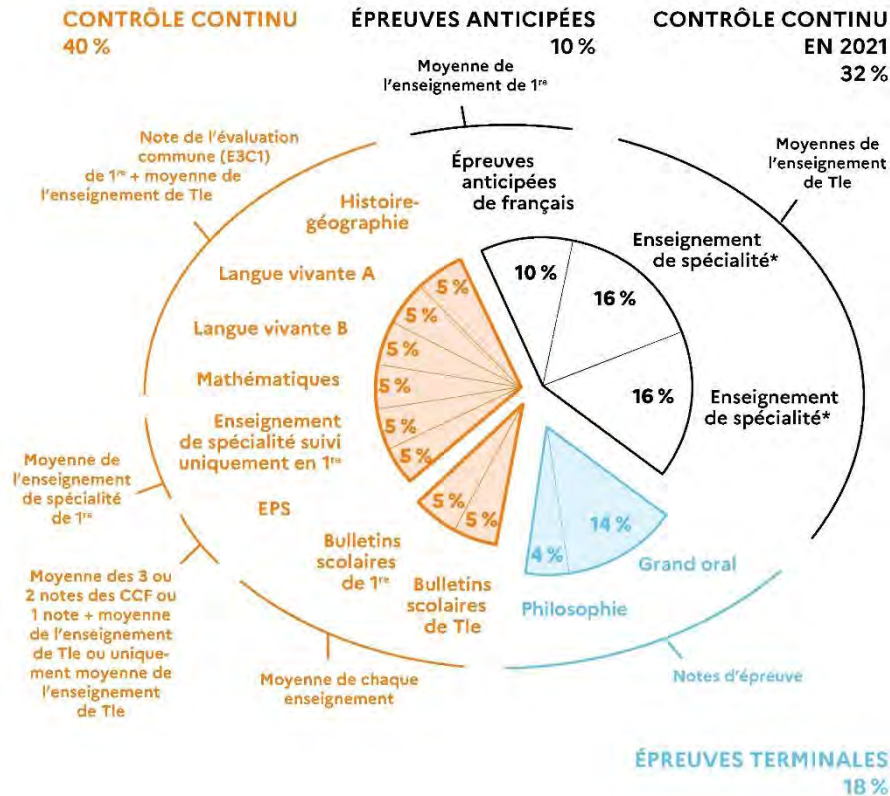 CONTRÔLE CONTINU
40 %
ÉPREUVES ANTICIPÉES
10 %
CONTRÔLE CONTINU
EN 2021
32 %
Moyenne de
l'enseignement de 1re
Note de l'évaluation
commune (E3C1)
de 1re + moyenne de
l'enseignement de Tle
Moyennes de
l'enseignement
de Tle
Épreuves
anticipées
de français
Histoire-
géographie
Enseignement
de spécialité*
Langue vivante A
Langue vivante B
Mathématiques
Enseignement
de spécialité suivi
uniquement en 1re
EPS
5 %
5 %
5 %
5 %
5 %
5 %
10 %
16 %
16 %
Enseignement
de spécialité*
Moyenne de
l'enseignement
de spécialité
de 1re
5 %
5 %
4 %
14 %
Bulletins
scolaires
de 1re
Bulletins
scolaires
de Tle
Philosophie
Grand oral
Moyenne des 3 ou
2 notes des CCF ou
1 note + moyenne
de l'enseignement
de Tle ou unique-
ment moyenne de
l'enseignement
de Tle
Moyenne de chaque
enseignement
Notes d'épreuve
ÉPREUVES TERMINALES
18 %